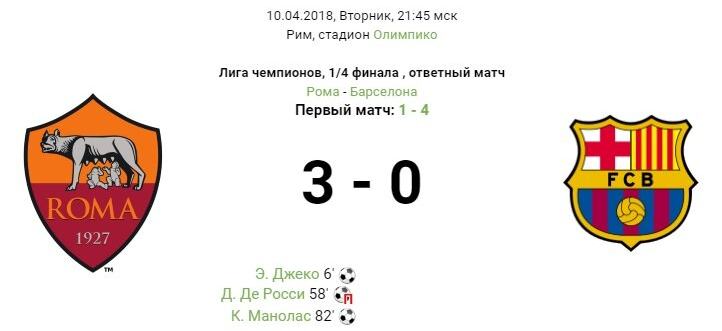 10.04.2018, Вторник, 21:45 мск
Рим, стадион Олимпико
Лига чемпионов, 1/4 финала , ответный матч
Рома - Барселона
Первый матч: 1 - 4
3 - 0
ROMA
1927
TM
FCB
Э. Джеко 6'
Д. Де Росси 58' П
К. Манолас 82'